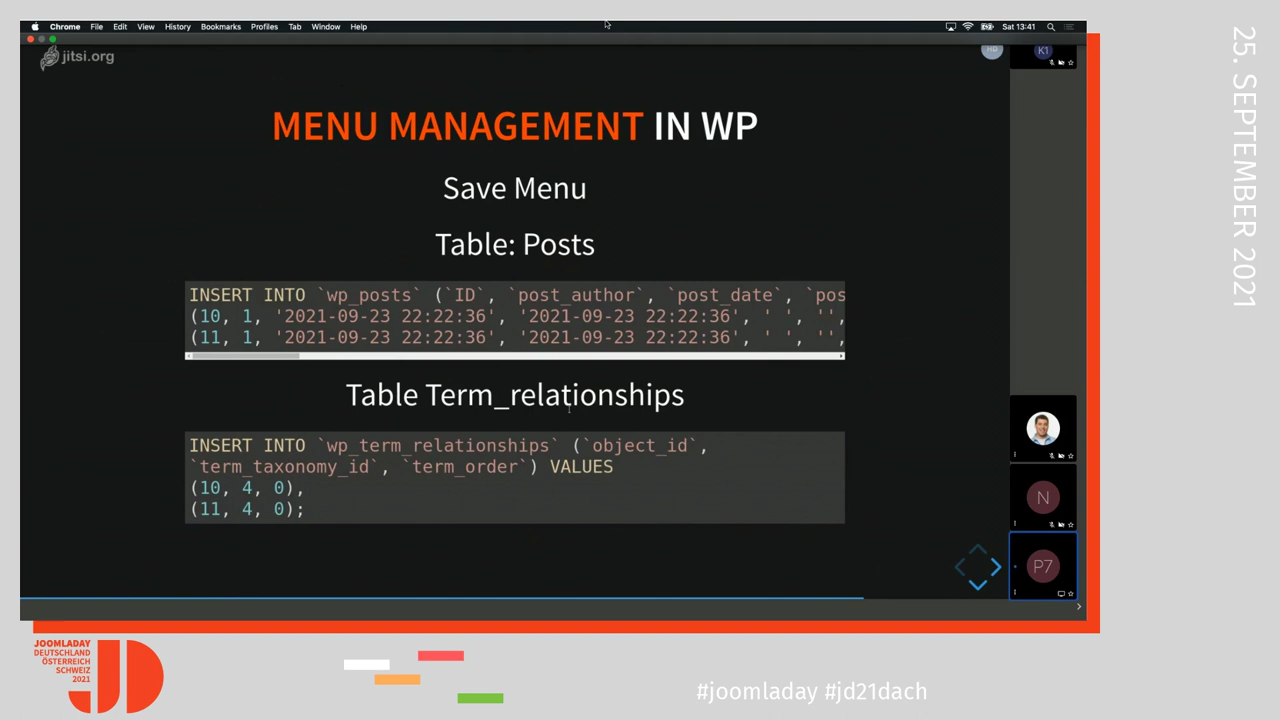 Chrome File Edit View History Bookmarks Profiles Tab Window Help
Sat 13:41
jitsi.org
HD
K1
MENU MANAGEMENT IN WP
Save Menu
Table: Posts
INSERT INTO `wp_posts` (`ID`, `post_author`, `post_date`, `pos
(10, 1, '2021-09-23 22:22:36', '2021-09-23 22:22:36', ' ', '',
(11, 1, '2021-09-23 22:22:36', '2021-09-23 22:22:36', ' ', '',
Table Term_relationships
INSERT INTO `wp_term_relationships` (`object_id`,
`term_taxonomy_id`, `term_order`) VALUES
(10, 4, 0),
(11, 4, 0);
N
P7
25. SEPTEMBER 2021
JOOMLADAY
DEUTSCHLAND
ÖSTERREICH
SCHWEIZ
2021
JD
#joomladay #jd21dach